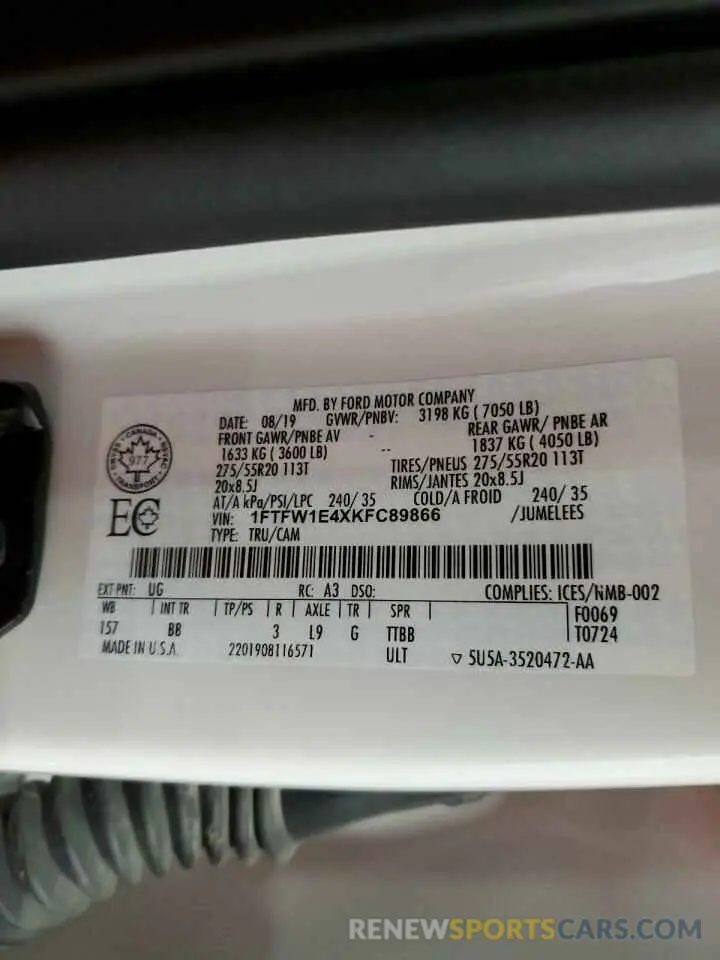 MFD. BY FORD MOTOR COMPANY
DATE: 08/19 GVWR/PNBV: 3198 KG ( 7050 LB)
FRONT GAWR/PNBE AV - REAR GAWR/ PNBE AR
1633 KG ( 3600 LB) -- 1837 KG ( 4050 LB)
275/55R20 113T TIRES/PNEUS 275/55R20 113T
20x8.5J RIMS/JANTES 20x8.5J
AT/A kPa/PSI/LPC 240/ 35 COLD/A FROID 240/ 35
VIN: 1FTFW1E4XKFC89866 /JUMELEES
TYPE: TRU/CAM
CANADA
977
TRANSPORT
EC
EXT PNT: UG RC: A3 DSO: COMPLIES: ICES/NMB-002
WB INT TR TP/PS R AXLE TR SPR F0069
157 BB 3 L9 G TTBB T0724
MADE IN U.S.A. 2201908116571 ULT ▽ 5U5A-3520472-AA
RENEWSPORTSCARS.COM